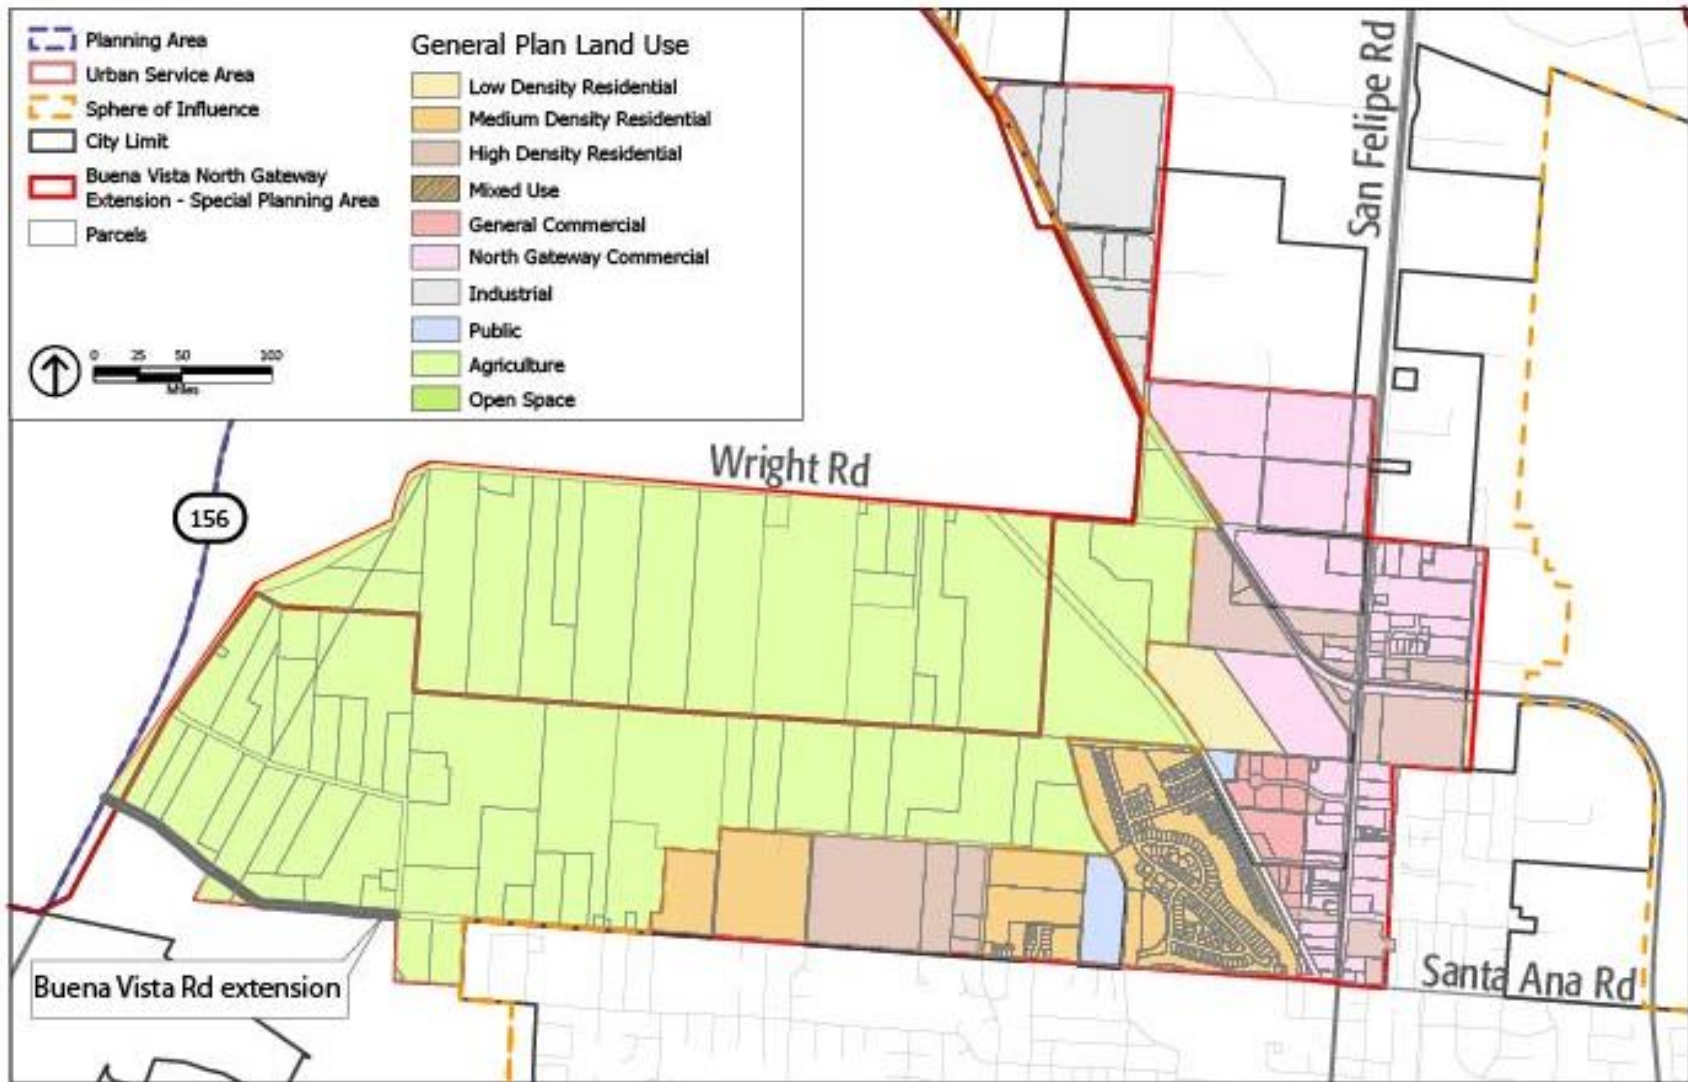 Planning Area
Urban Service Area
Sphere of Influence
City Limit
Buena Vista North Gateway
Extension - Special Planning Area
Parcels
0 25 50 100
Miles
General Plan Land Use
Low Density Residential
Medium Density Residential
High Density Residential
Mixed Use
General Commercial
North Gateway Commercial
Industrial
Public
Agriculture
Open Space
San Felipe Rd
Wright Rd
156
Buena Vista Rd extension
Santa Ana Rd